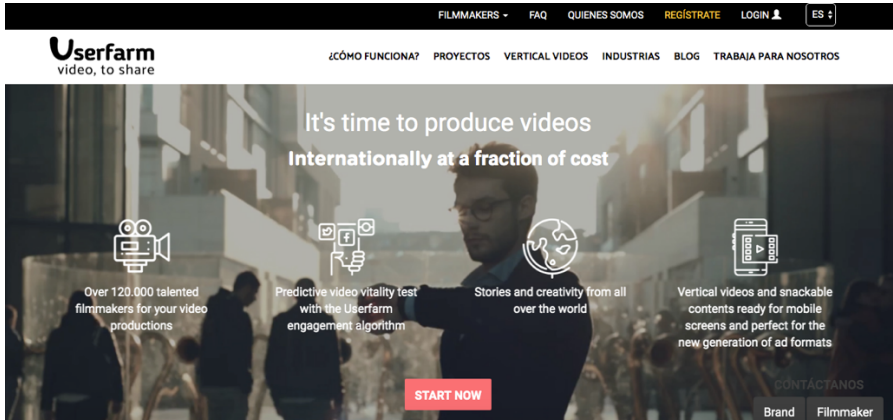 FILMMAKERS FAQ QUIENES SOMOS REGÍSTRATE LOGIN ES
Userfarm
video, to share
¿CÓMO FUNCIONA? PROYECTOS VERTICAL VIDEOS INDUSTRIAS BLOG TRABAJA PARA NOSOTROS
It's time to produce videos
Internationally at a fraction of cost
Over 120.000 talented
filmmakers for your video
productions
Predictive video vitality test
with the Userfarm
engagement algorithm
Stories and creativity from all
over the world
Vertical videos and snackable
contents ready for mobile
screens and perfect for the
new generation of ad formats
START NOW
CONTÁCTANOS
Brand Filmmaker